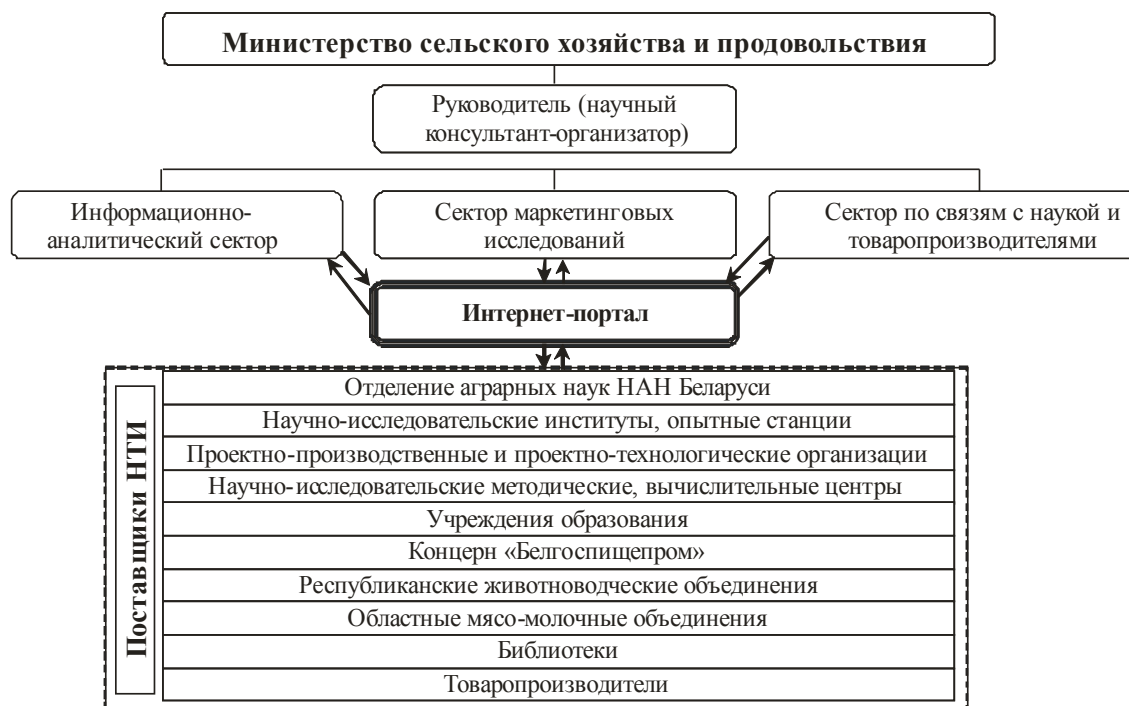 Министерство сельского хозяйства и продовольствия
Руководитель (научный
консультант-организатор)
Информационно-
аналитический сектор
Сектор маркетинговых
исследований
Сектор по связям с наукой и
товаропроизводителями
Интернет-портал
Поставщики НТИ
Отделение аграрных наук НАН Беларуси
Научно-исследовательские институты, опытные станции
Проектно-производственные и проектно-технологические организации
Научно-исследовательские методические, вычислительные центры
Учреждения образования
Концерн «Белгоспищепром»
Республиканские животноводческие объединения
Областные мясо-молочные объединения
Библиотеки
Товаропроизводители